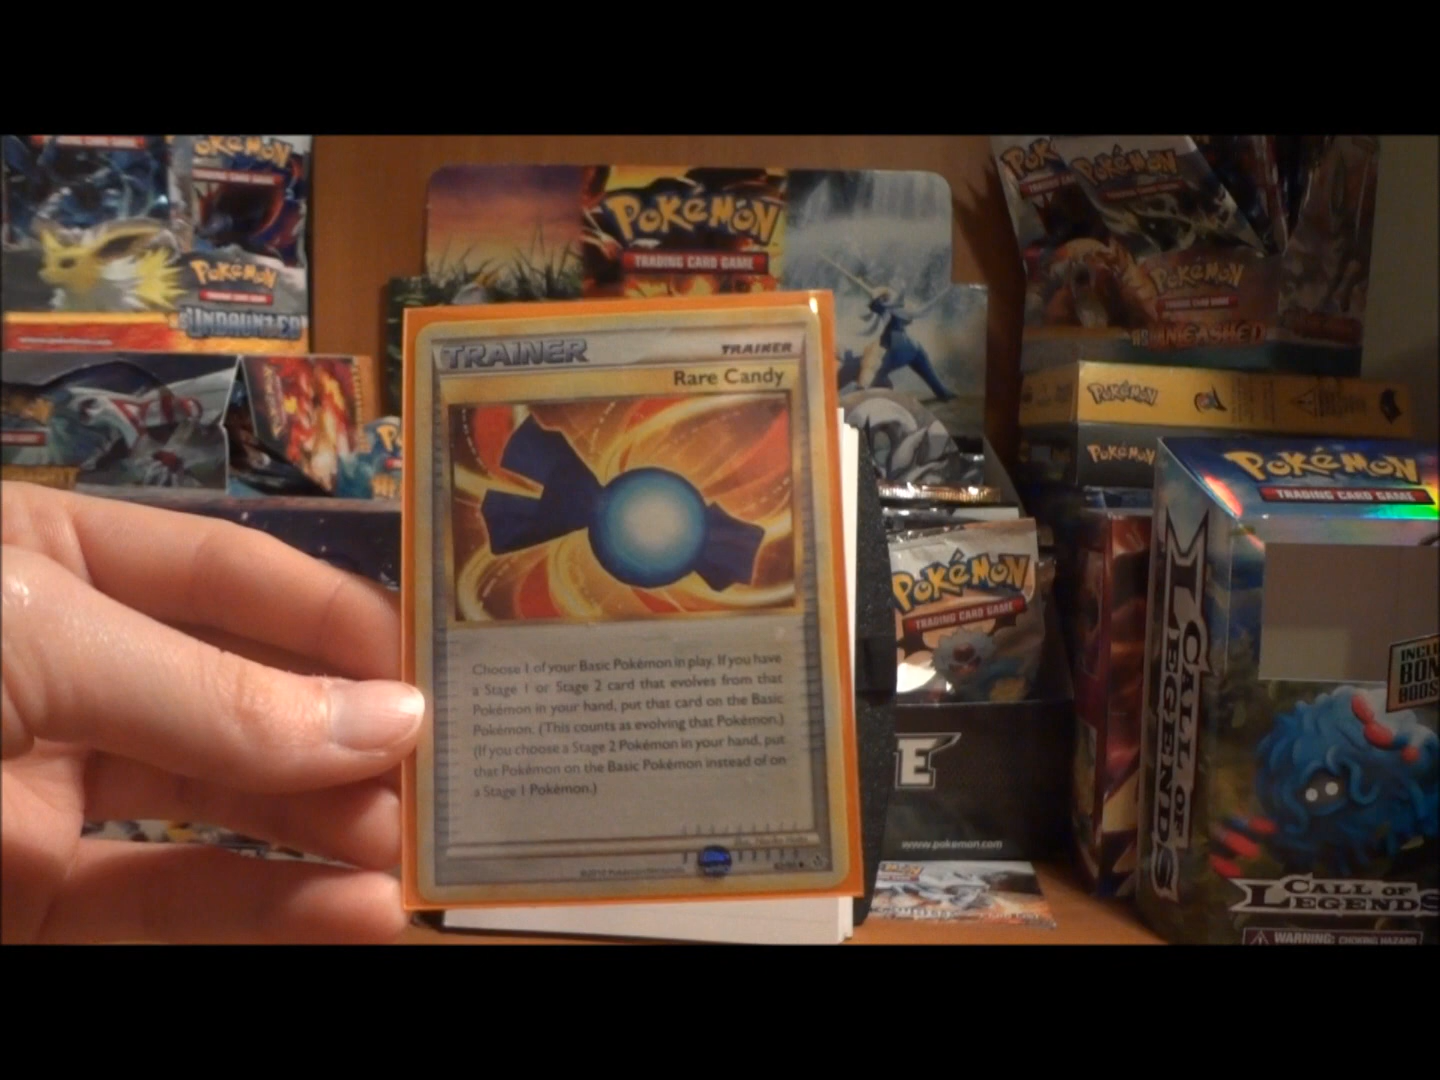 Pokémon
Pokémon
TRADING CARD GAME
Pokémon
UNDAUNTED
Pokémon
TRADING CARD GAME
Pokémon
Pokémon
HS UNLEASHED
Pokémon
Pokémon
Pokémon
TRADING CARD GAME
Pokémon
TRADING CARD GAME
TRAINER
TRAINER
Rare Candy
Choose 1 of your Basic Pokémon in play. If you have
a Stage 1 or Stage 2 card that evolves from that
Pokémon in your hand, put that card on the Basic
Pokémon. (This counts as evolving that Pokémon.)
(If you choose a Stage 2 Pokémon in your hand, put
that Pokémon on the Basic Pokémon instead of on
a Stage 1 Pokémon.)
E
www.pokemon.com
CALL OF
LEGENDS
BON
CALL OF
LEGENDS
WARNING: CHOKING HAZARD